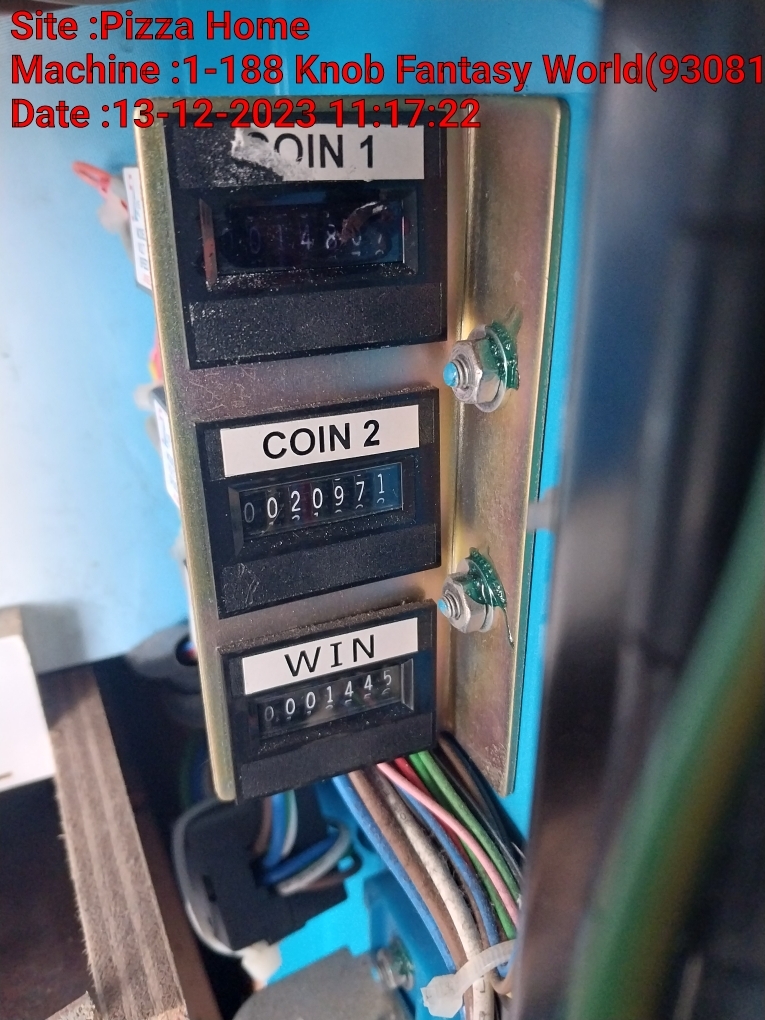 Site :Pizza Home
Machine :1-188 Knob Fantasy World(93081
Date :13-12-2023 11:17:22
COIN 1
COIN 2
0020971
WIN
0001445